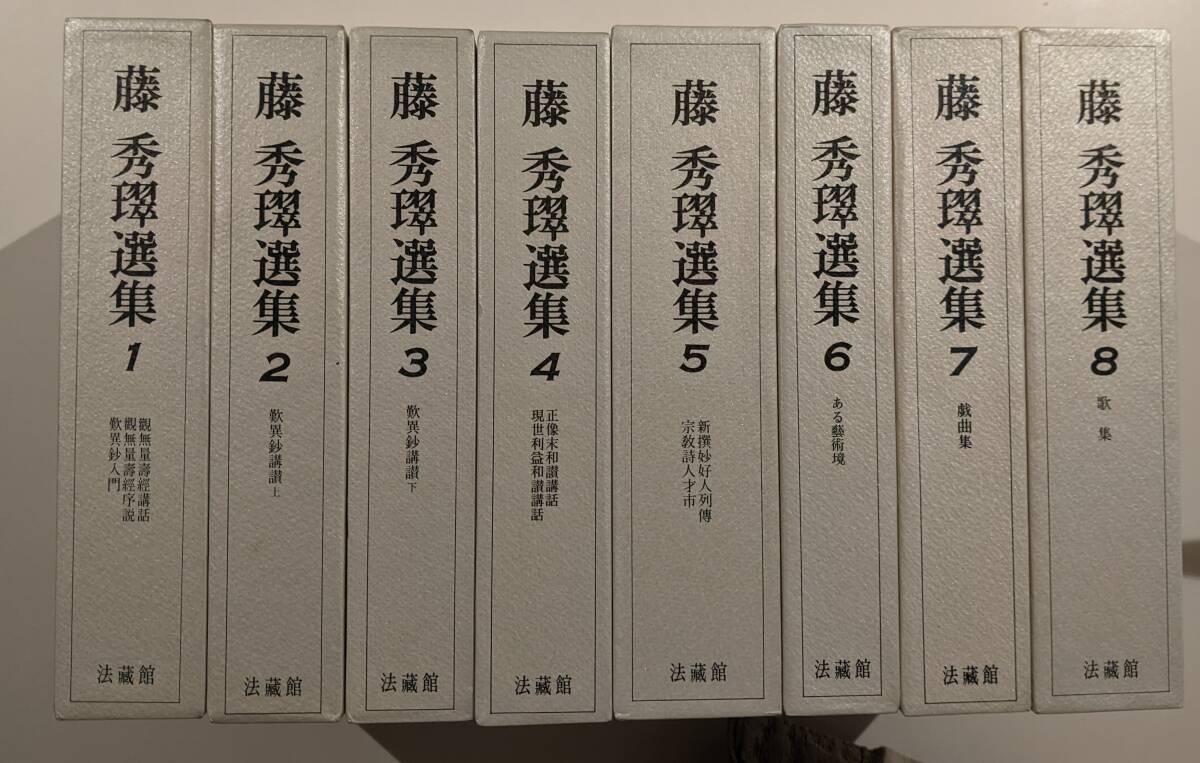 藤 秀璻選集
1
觀無量壽經講話
觀無量壽經序説
歎異鈔入門
法藏館
藤 秀璻選集
2
歎異鈔講讃 上
法藏館
藤 秀璻選集
3
歎異鈔講讃 下
法藏館
藤 秀璻選集
4
正像末和讃講話
現世利益和讃講話
法藏館
藤 秀璻選集
5
新撰妙好人列傳
宗教詩人才市
法藏館
藤 秀璻選集
6
ある藝術境
法藏館
藤 秀璻選集
7
戲曲集
法藏館
藤 秀璻選集
8
歌 集
法藏館